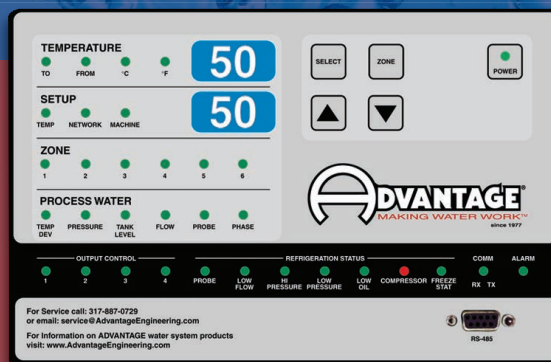 TEMPERATURE
50
TO FROM °C °F
SELECT ZONE
POWER
SETUP
50
TEMP NETWORK MACHINE
ZONE
1 2 3 4 5 6
ADVANTAGE®
MAKING WATER WORK™
since 1977
PROCESS WATER
TEMP DEV PRESSURE TANK LEVEL FLOW PROBE PHASE
OUTPUT CONTROL REFRIGERATION STATUS COMM ALARM
1 2 3 4 PROBE LOW FLOW HI PRESSURE LOW PRESSURE LOW OIL COMPRESSOR FREEZE STAT RX TX
For Service call: 317-887-0729
or email: service@AdvantageEngineering.com
For Information on ADVANTAGE water system products
visit: www.AdvantageEngineering.com
RS-485